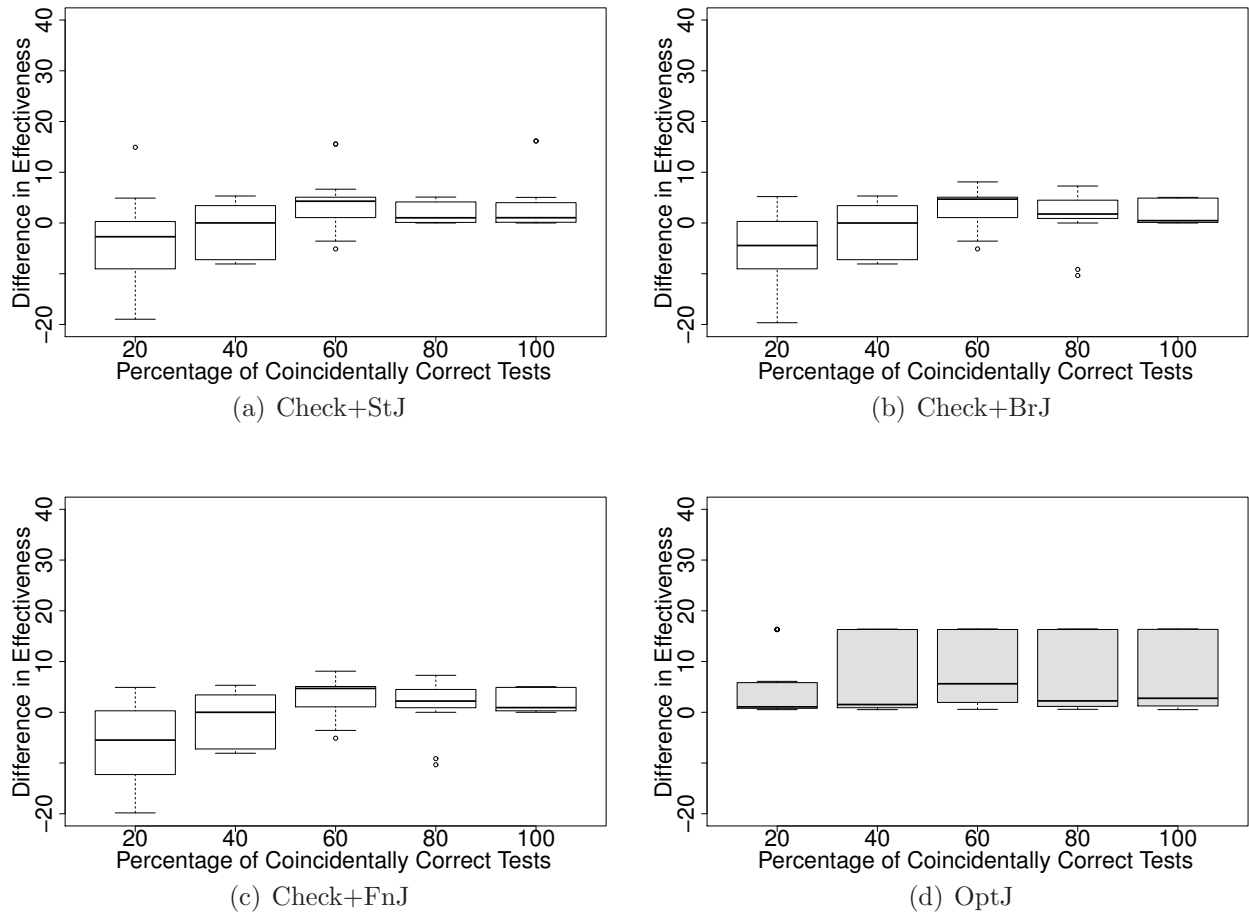 Difference in Effectiveness
40
30
20
10
0
−20
20 40 60 80 100
Percentage of Coincidentally Correct Tests
(a) Check+StJ
Difference in Effectiveness
40
30
20
10
0
−20
20 40 60 80 100
Percentage of Coincidentally Correct Tests
(b) Check+BrJ
Difference in Effectiveness
40
30
20
10
0
−20
20 40 60 80 100
Percentage of Coincidentally Correct Tests
(c) Check+FnJ
Difference in Effectiveness
40
30
20
10
0
−20
20 40 60 80 100
Percentage of Coincidentally Correct Tests
(d) OptJ